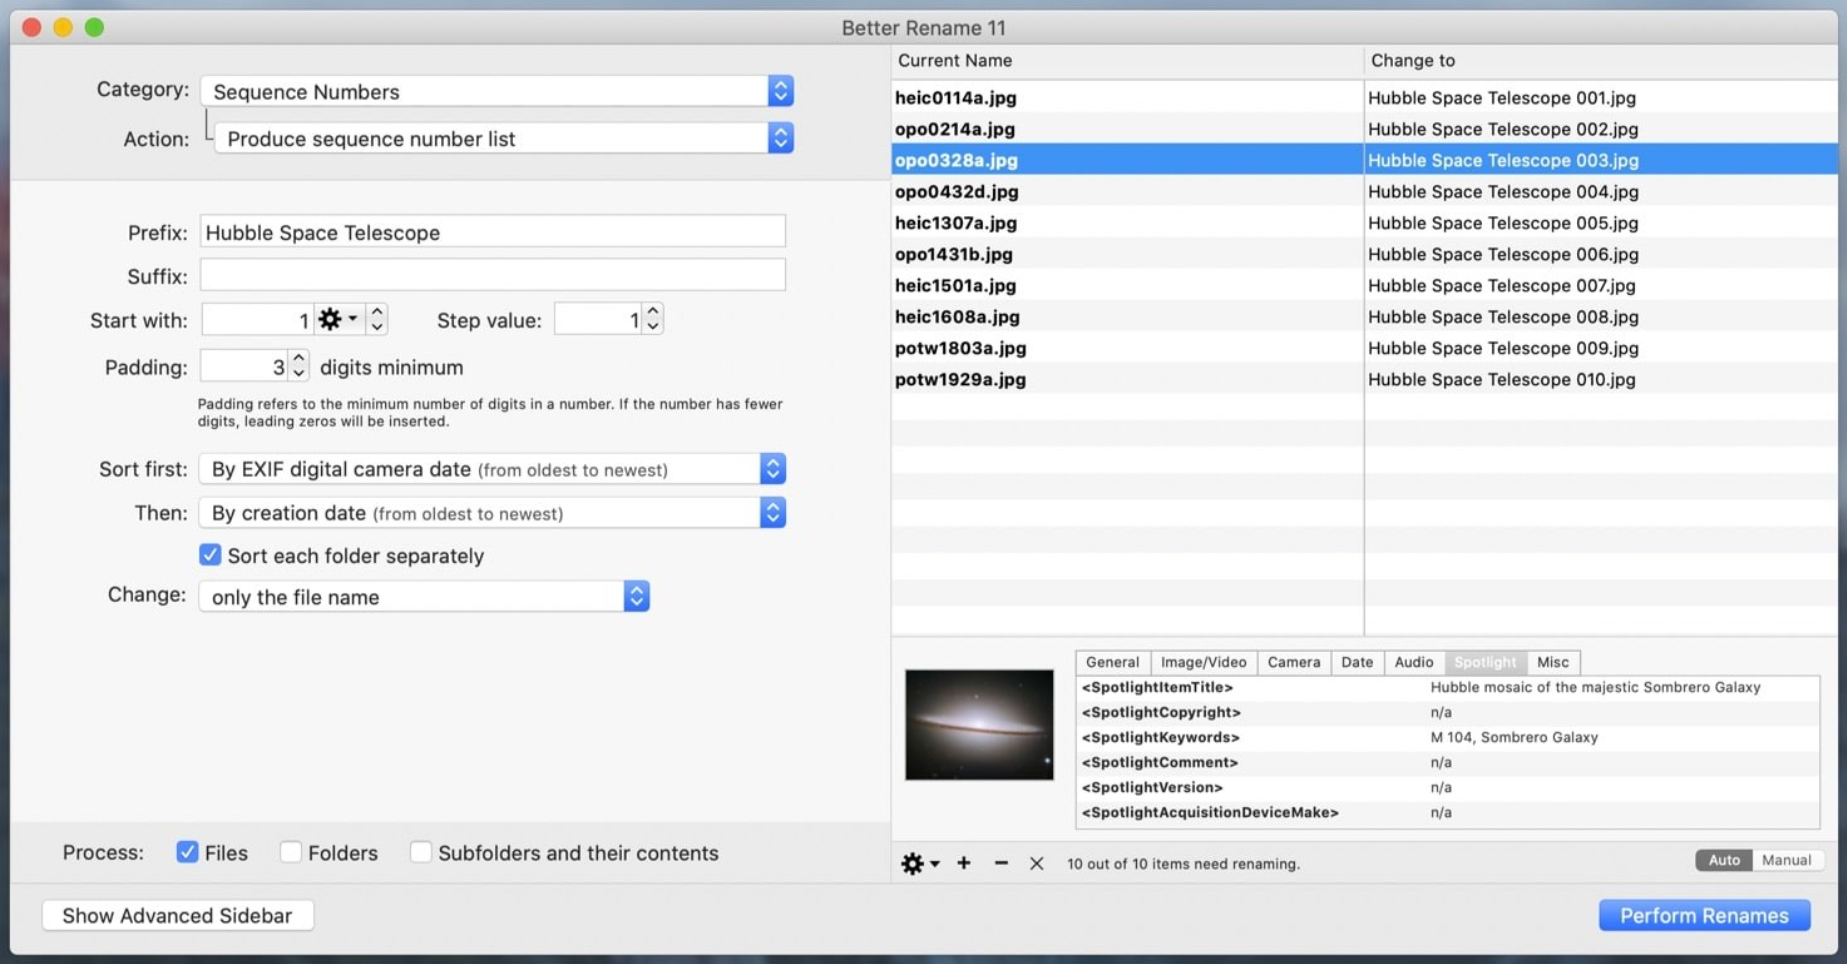 Better Rename 11
Category: Sequence Numbers
Action: Produce sequence number list
Prefix: Hubble Space Telescope
Suffix:
Start with: 1 Step value: 1
Padding: 3 digits minimum
Padding refers to the minimum number of digits in a number. If the number has fewer
digits, leading zeros will be inserted.
Sort first: By EXIF digital camera date (from oldest to newest)
Then: By creation date (from oldest to newest)
Sort each folder separately
Change: only the file name
Process: Files Folders Subfolders and their contents
Show Advanced Sidebar
Current Name Change to
heic0114a.jpg Hubble Space Telescope 001.jpg
opo0214a.jpg Hubble Space Telescope 002.jpg
opo0328a.jpg Hubble Space Telescope 003.jpg
opo0432d.jpg Hubble Space Telescope 004.jpg
heic1307a.jpg Hubble Space Telescope 005.jpg
opo1431b.jpg Hubble Space Telescope 006.jpg
heic1501a.jpg Hubble Space Telescope 007.jpg
heic1608a.jpg Hubble Space Telescope 008.jpg
potw1803a.jpg Hubble Space Telescope 009.jpg
potw1929a.jpg Hubble Space Telescope 010.jpg
General Image/Video Camera Date Audio Spotlight Misc
<SpotlightItemTitle> Hubble mosaic of the majestic Sombrero Galaxy
<SpotlightCopyright> n/a
<SpotlightKeywords> M 104, Sombrero Galaxy
<SpotlightComment> n/a
<SpotlightVersion> n/a
<SpotlightAcquisitionDeviceMake> n/a
10 out of 10 items need renaming. Auto Manual
Perform Renames